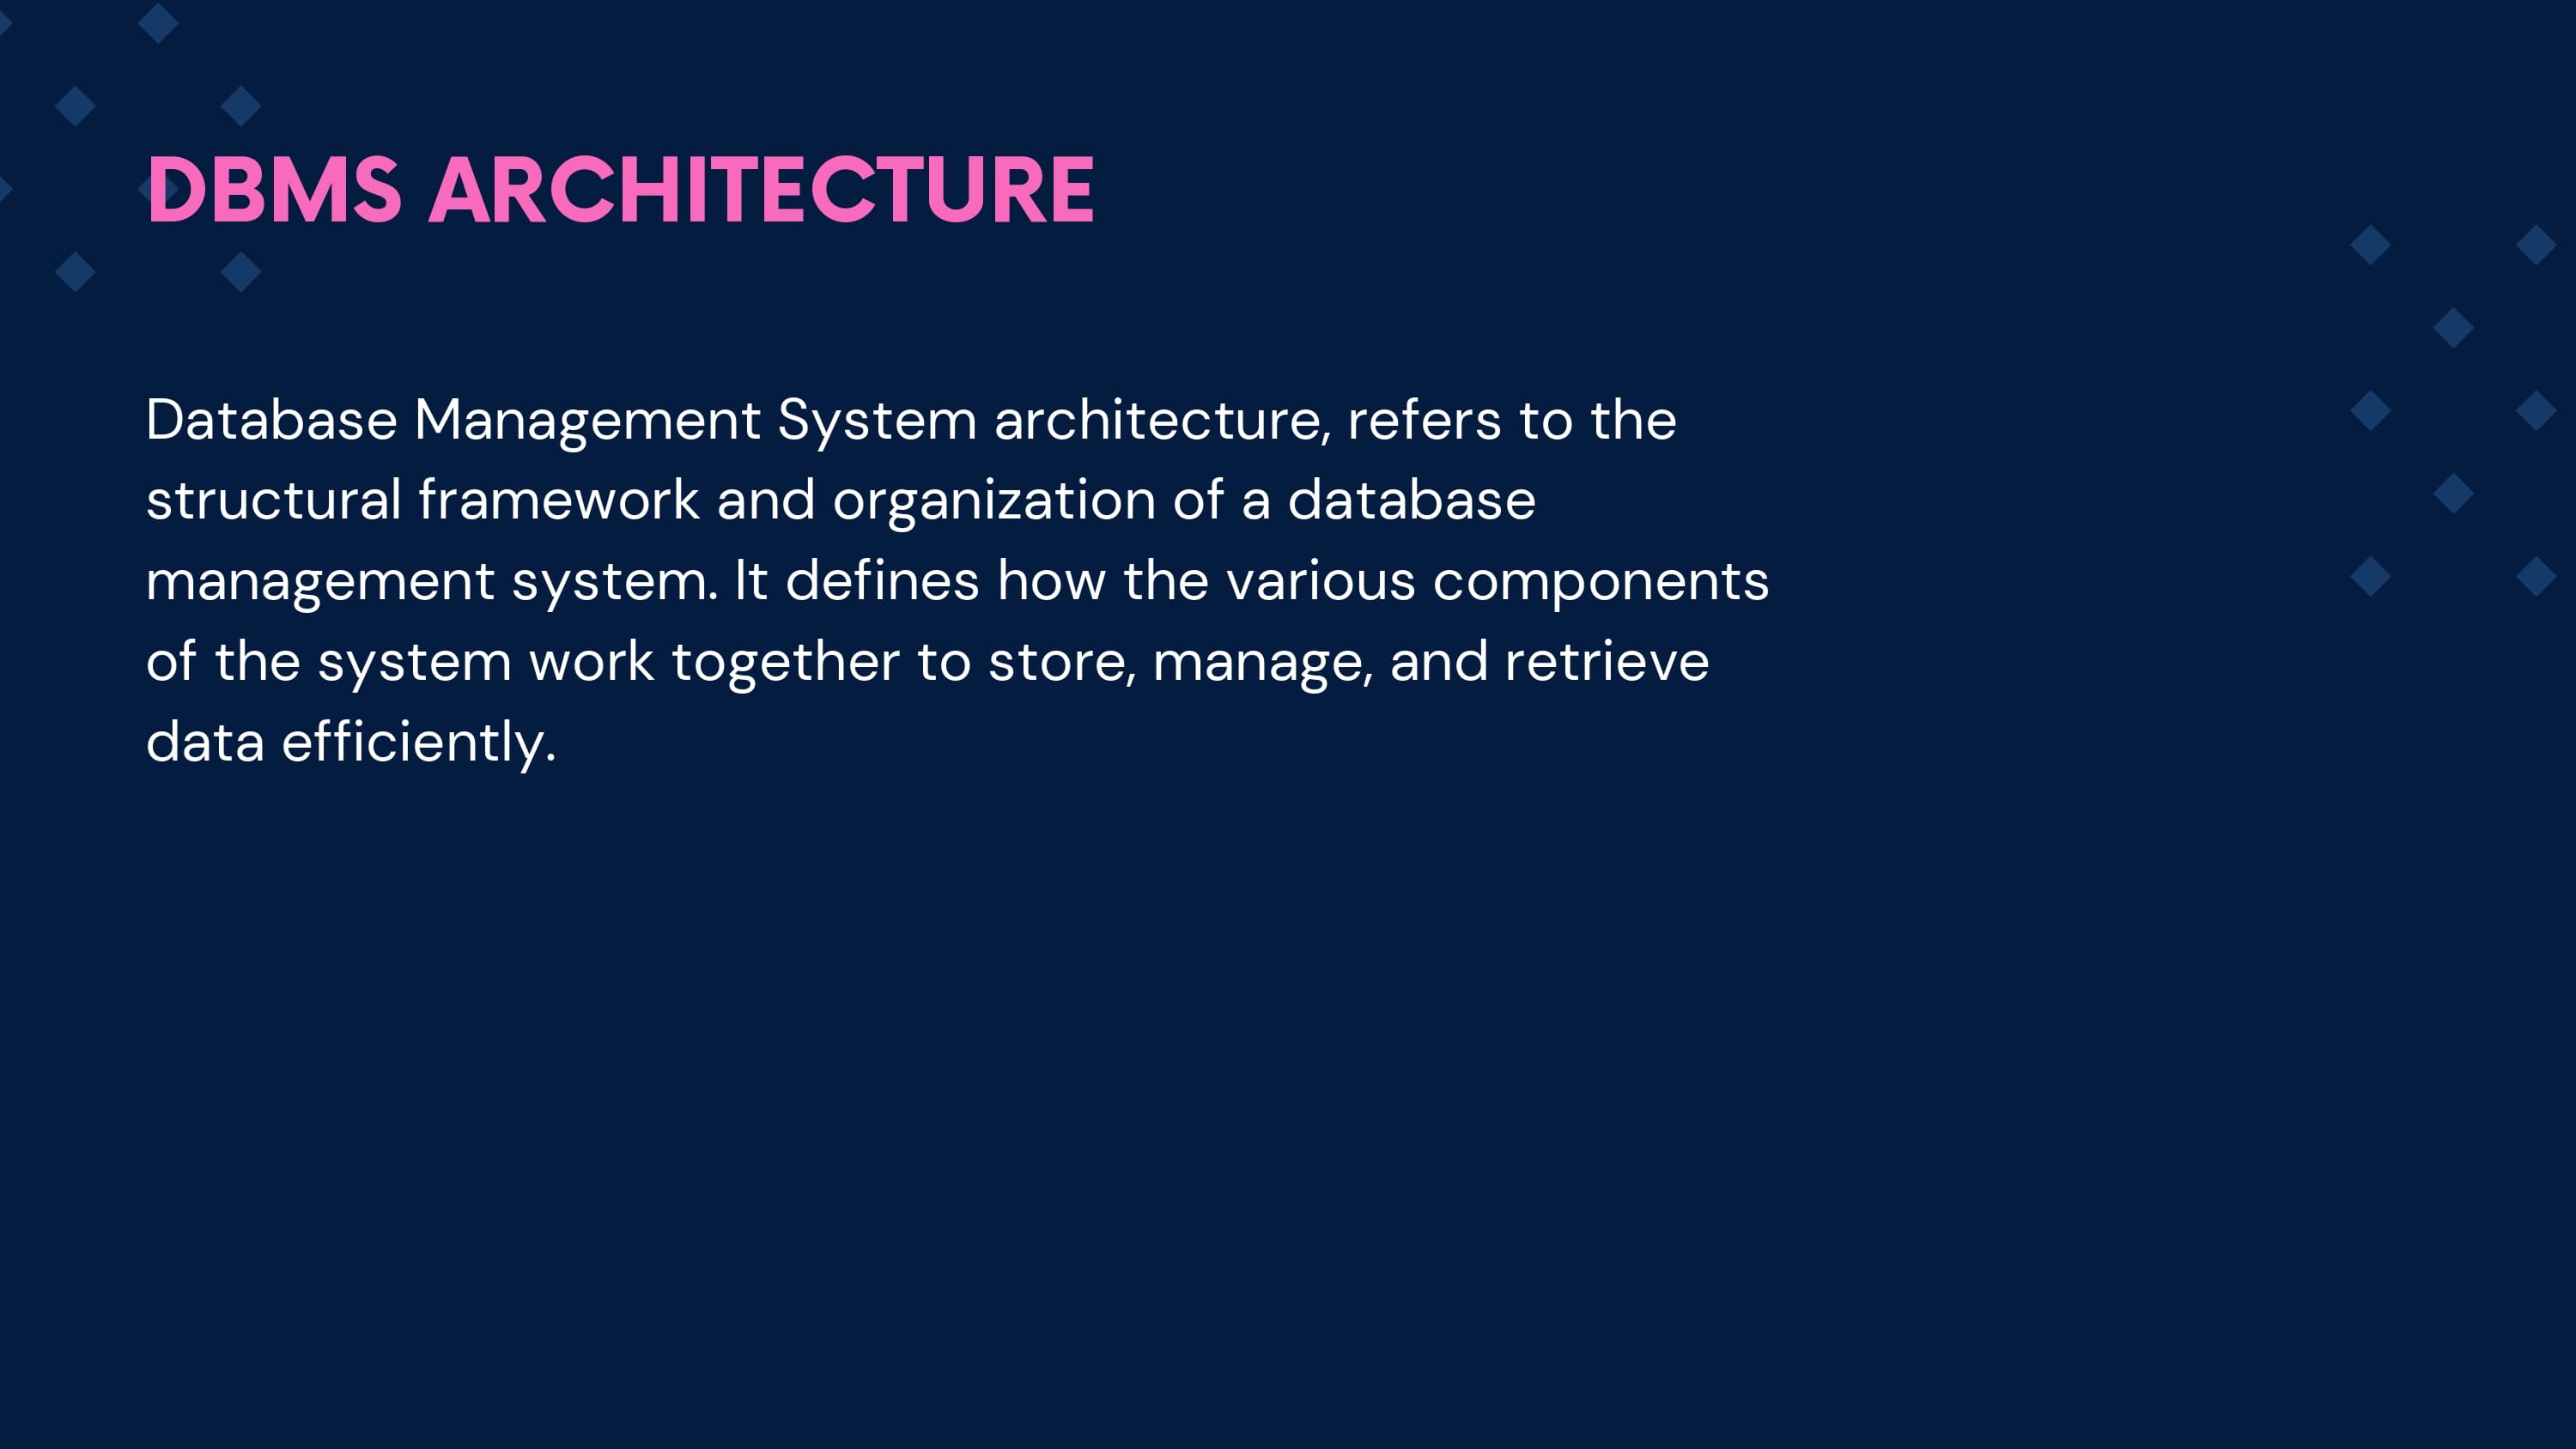 DBMS ARCHITECTURE
Database Management System architecture, refers to the
structural framework and organization of a database
management system. It defines how the various components
of the system work together to store, manage, and retrieve
data efficiently.